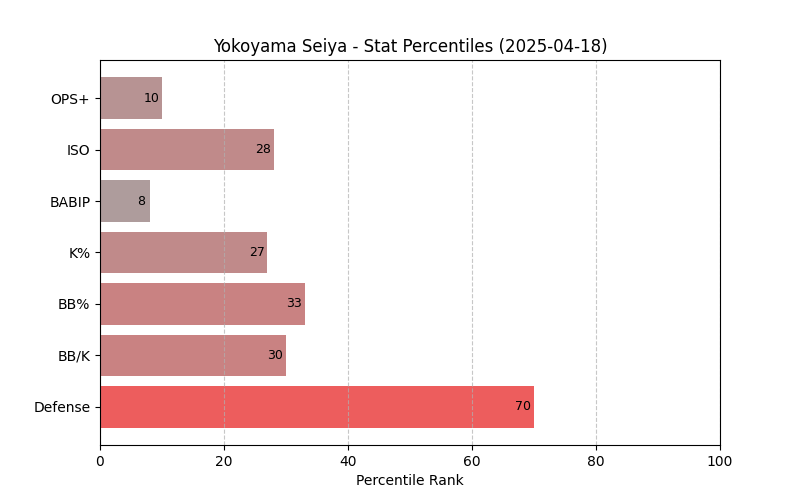 Yokoyama Seiya - Stat Percentiles (2025-04-18)
OPS+ 10
ISO 28
BABIP 8
K% 27
BB% 33
BB/K 30
Defense 70
0 20 40 60 80 100
Percentile Rank